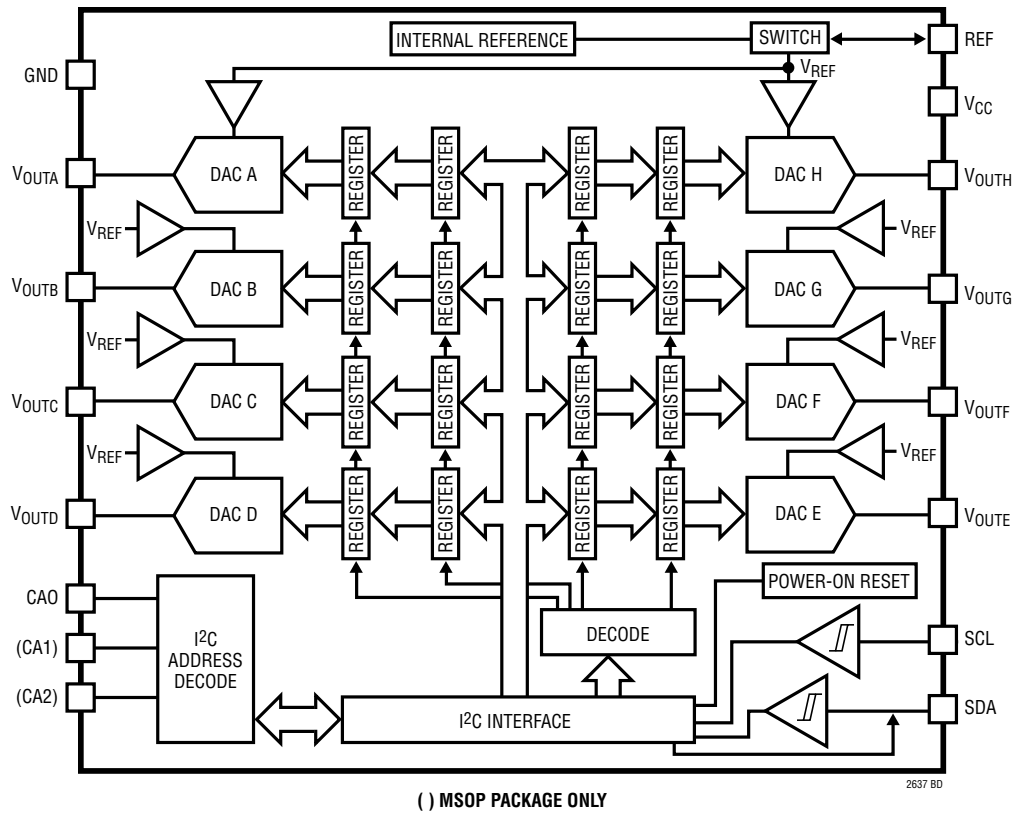 INTERNAL REFERENCE
SWITCH
REF
GND
VREF
VCC
REGISTER
REGISTER
REGISTER
REGISTER
VOUTA
DAC A
DAC H
VOUTH
VREF
VREF
REGISTER
REGISTER
REGISTER
REGISTER
VOUTB
DAC B
DAC G
VOUTG
VREF
VREF
REGISTER
REGISTER
REGISTER
REGISTER
VOUTC
DAC C
DAC F
VOUTF
VREF
VREF
REGISTER
REGISTER
REGISTER
REGISTER
VOUTD
DAC D
DAC E
VOUTE
POWER-ON RESET
CAO
(CA1)
(CA2)
I2C
ADDRESS
DECODE
DECODE
SCL
I2C INTERFACE
SDA
2637 BD
( ) MSOP PACKAGE ONLY